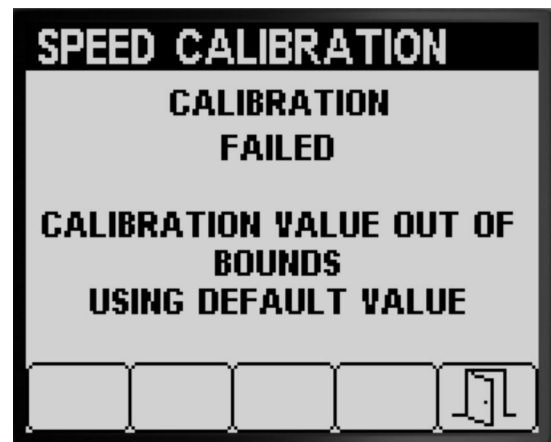 SPEED CALIBRATION
CALIBRATION
FAILED
CALIBRATION VALUE OUT OF
BOUNDS
USING DEFAULT VALUE